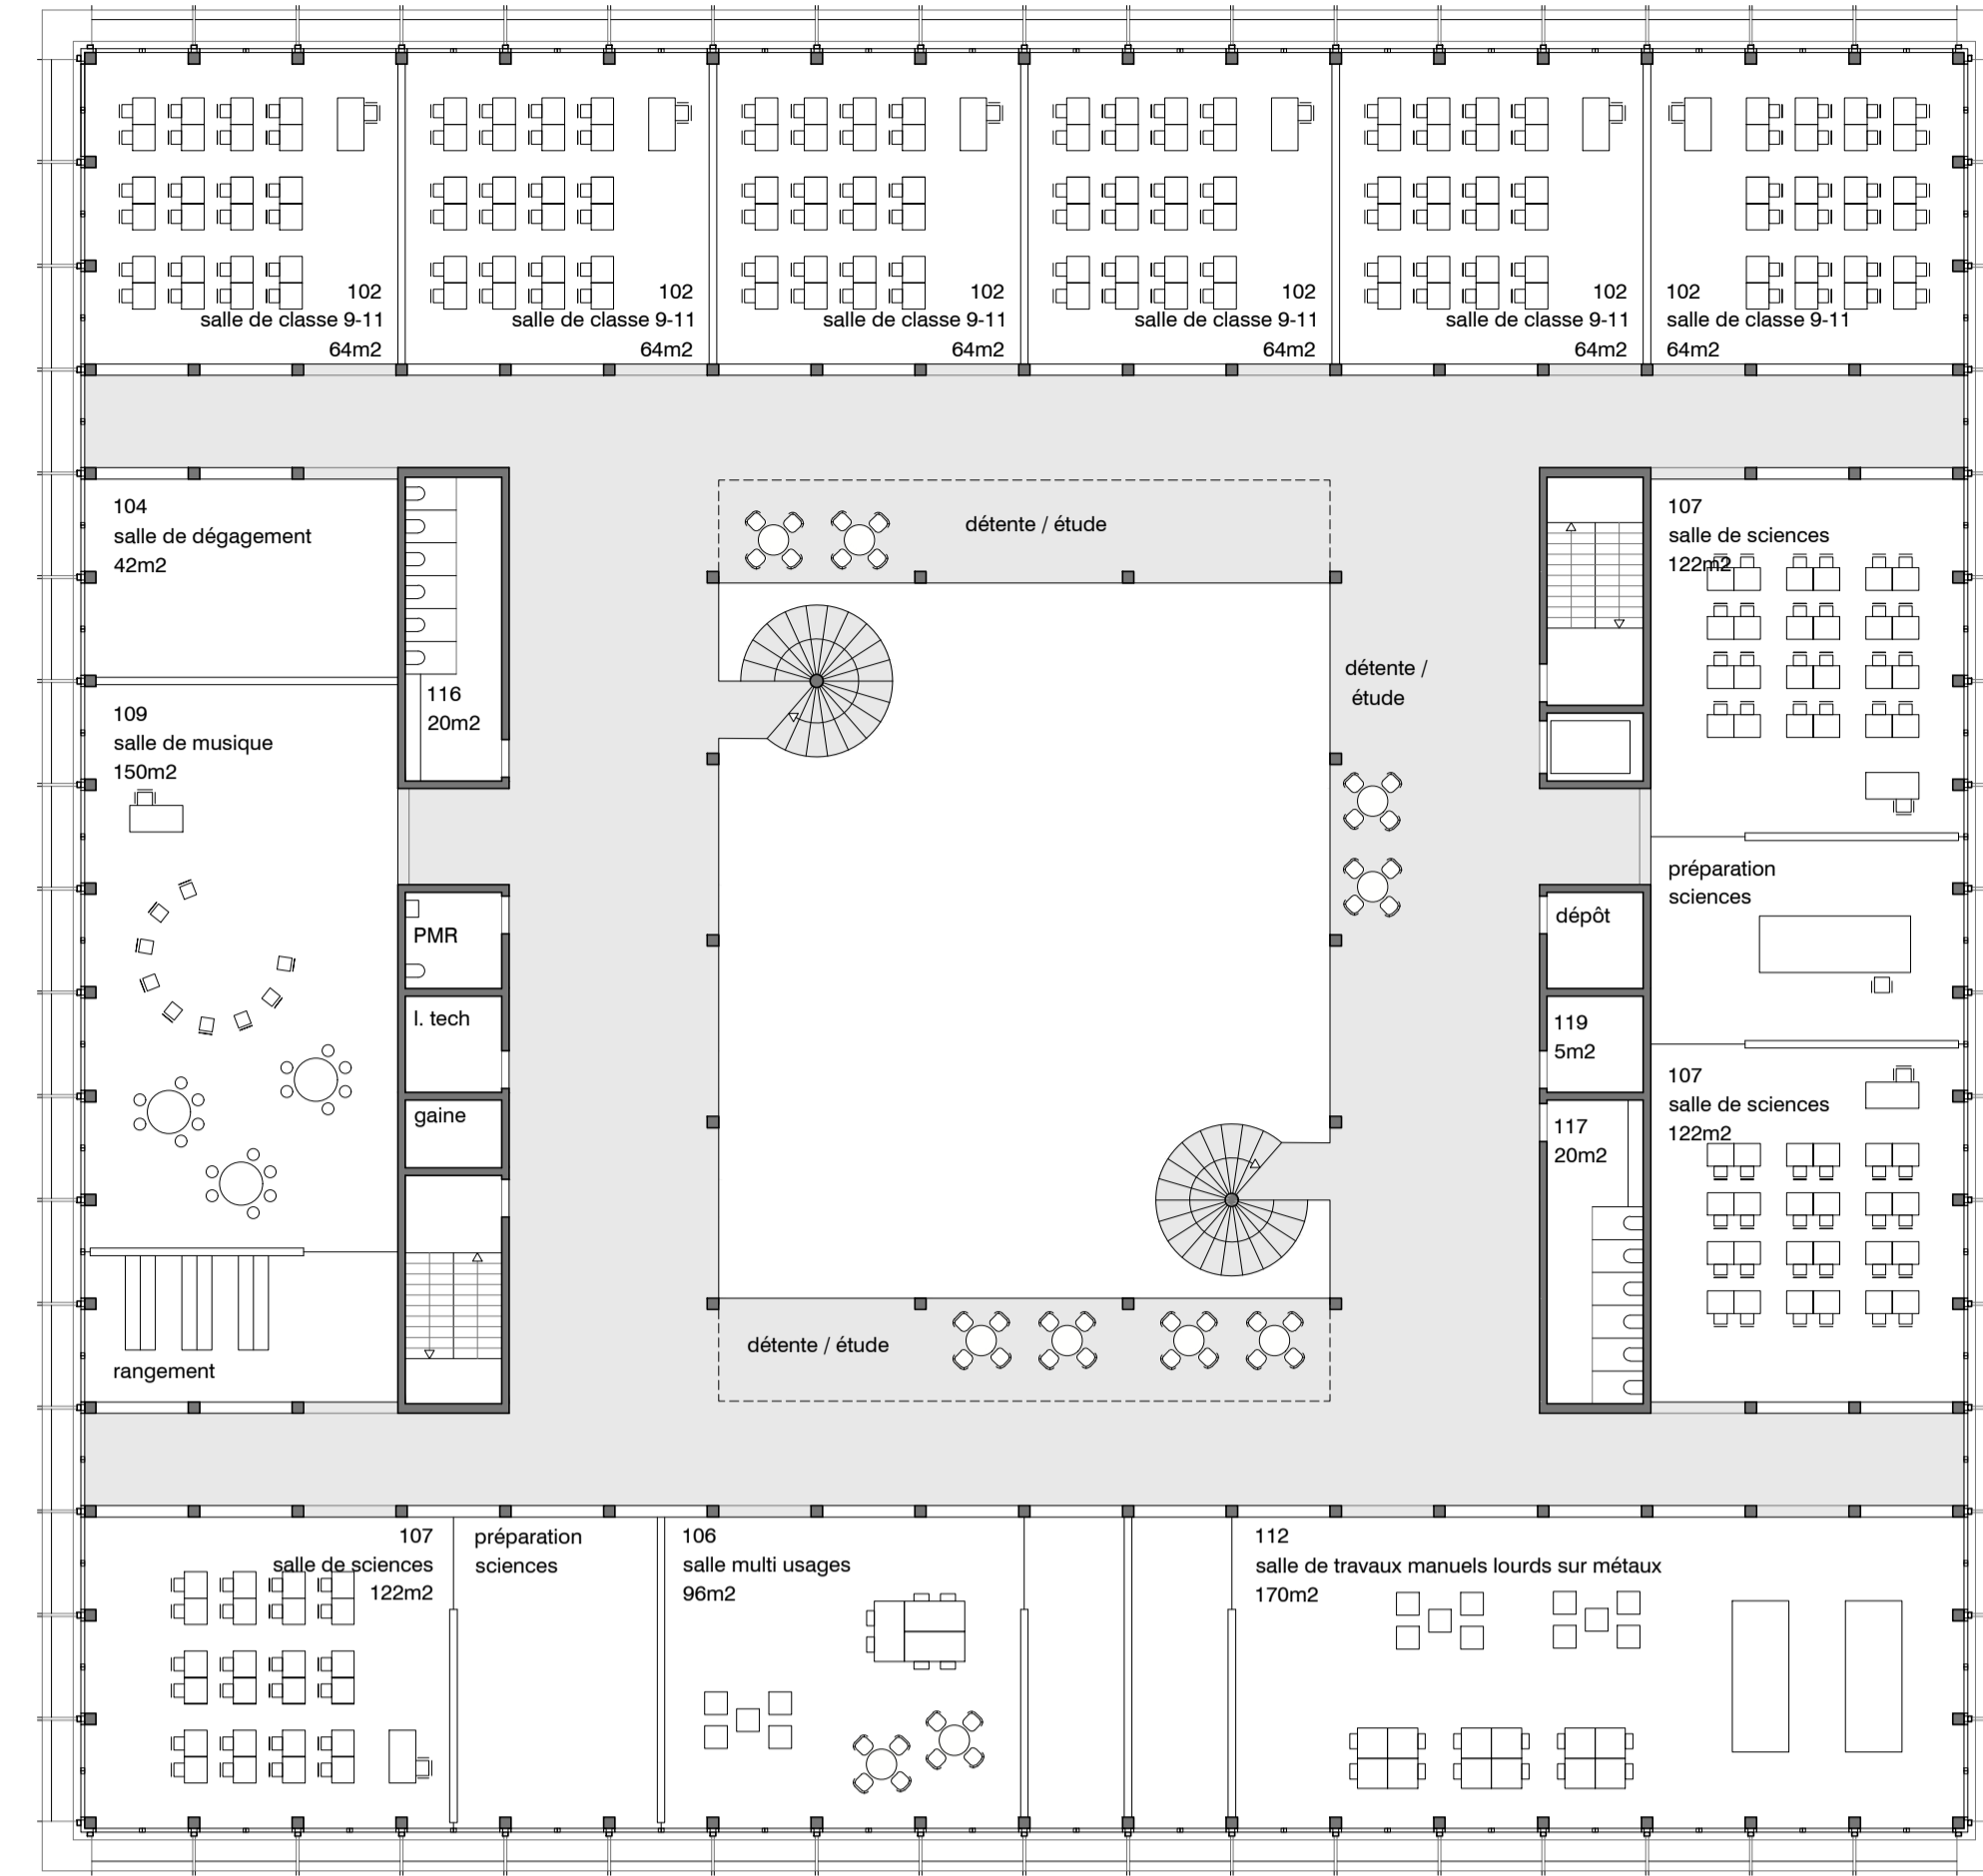 102
salle de classe 9-11
64m2
102
salle de classe 9-11
64m2
102
salle de classe 9-11
64m2
102
salle de classe 9-11
64m2
102
salle de classe 9-11
64m2
102
salle de classe 9-11
64m2
104
salle de dégagement
42m2
116
20m2
109
salle de musique
150m2
PMR
l. tech
gaine
rangement
détente / étude
détente /
étude
détente / étude
107
salle de sciences
122m2
préparation
sciences
dépôt
119
5m2
117
20m2
107
salle de sciences
122m2
107
salle de sciences
122m2
préparation
sciences
106
salle multi usages
96m2
112
salle de travaux manuels lourds sur métaux
170m2